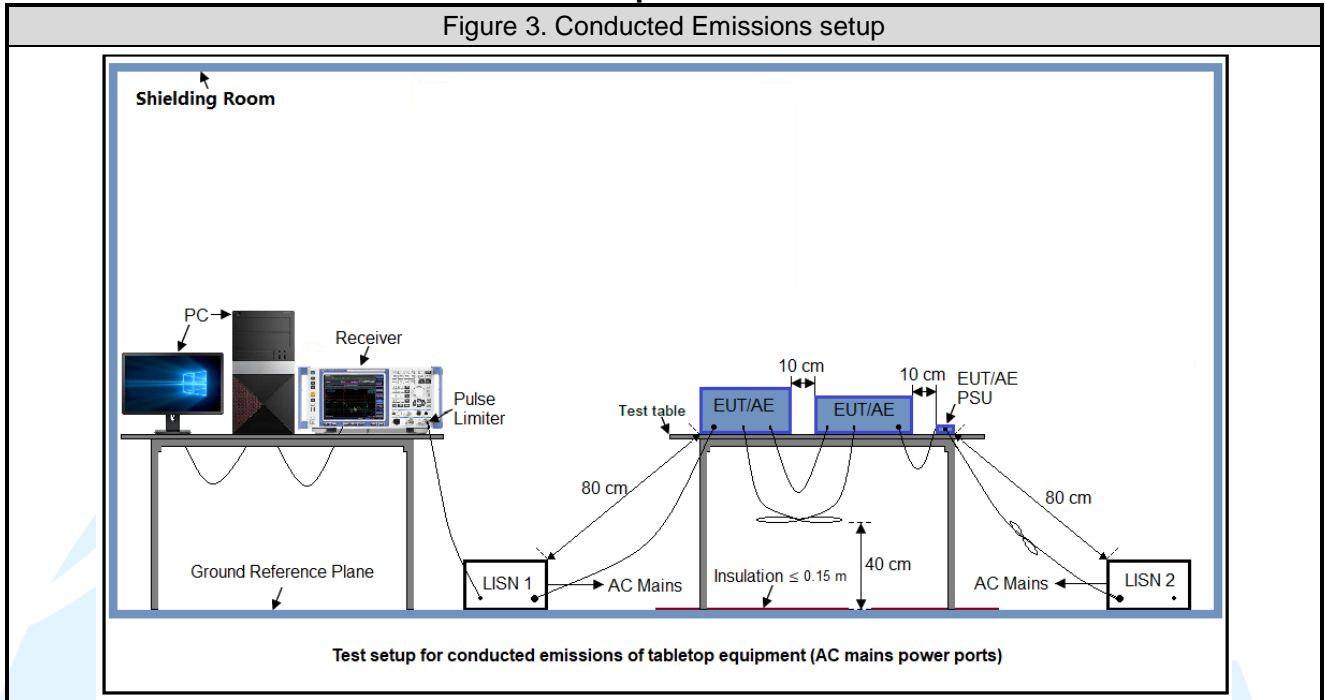 Figure 3. Conducted Emissions setup
Shielding Room
PC
Receiver
Pulse
Limiter
10 cm
10 cm
EUT/AE
PSU
Test table
EUT/AE
EUT/AE
80 cm
80 cm
Ground Reference Plane
LISN 1
AC Mains
Insulation ≤ 0.15 m
40 cm
AC Mains
LISN 2
Test setup for conducted emissions of tabletop equipment (AC mains power ports)